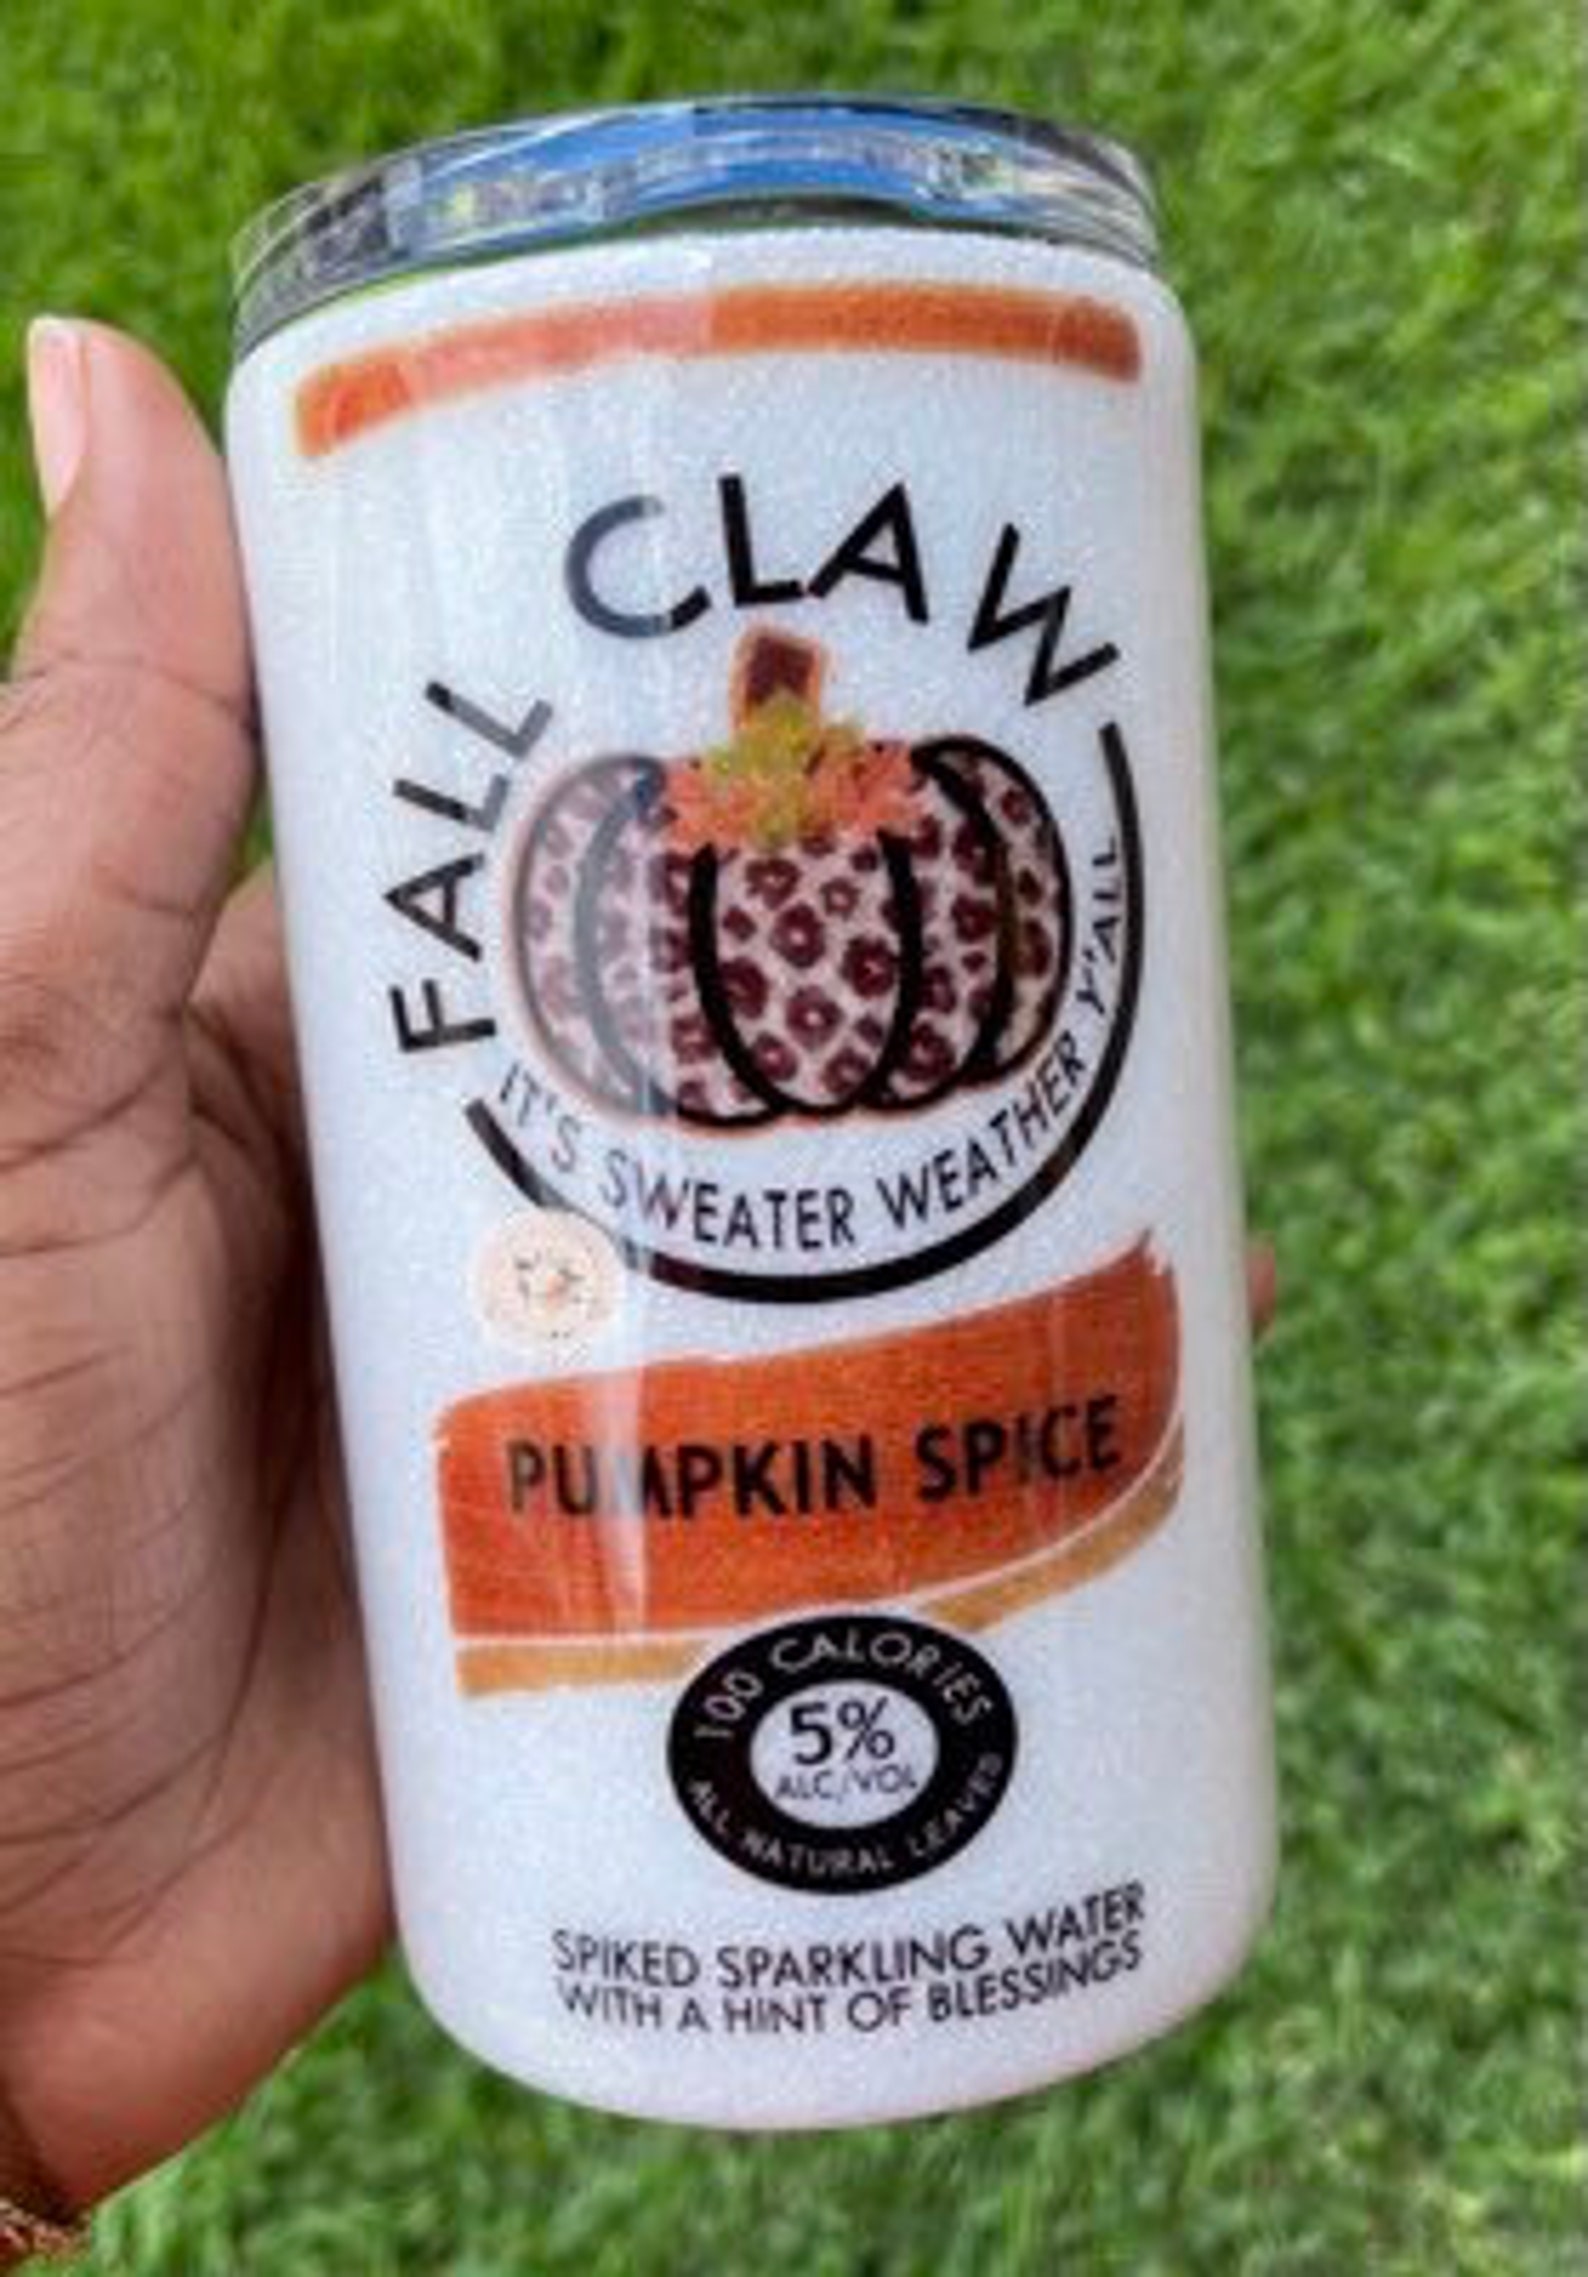 FALL CLAW
IT'S SWEATER WEATHER Y'ALL
PUMPKIN SPICE
100 CALORIES
5%
ALC/VOL
ALL NATURAL LEAVES
SPIKED SPARKLING WATER
WITH A HINT OF BLESSINGS